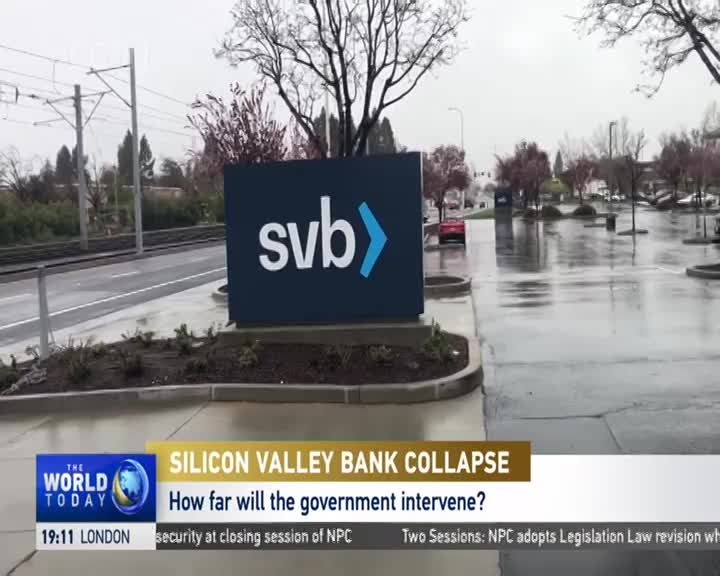 svb
SILICON VALLEY BANK COLLAPSE
How far will the government intervene?
THE
WORLD
TODAY
19:11 LONDON
security at closing session of NPC Two Sessions: NPC adopts Legislation Law revision wh